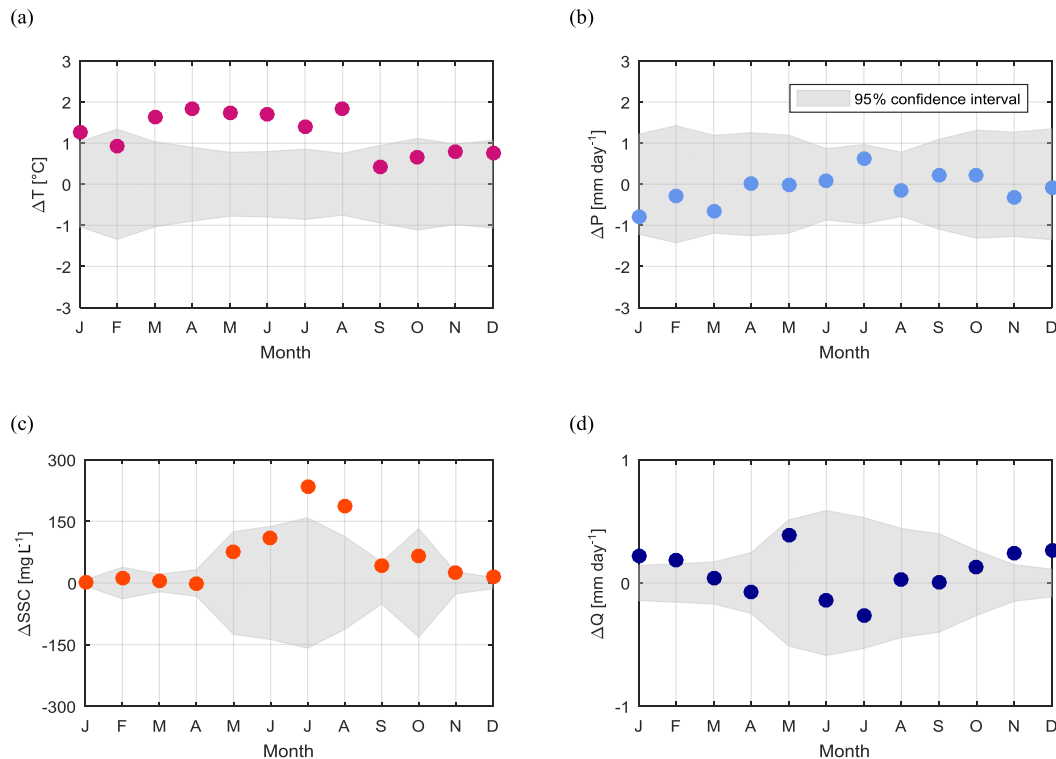 (a)
3
2
1
0
-1
-2
-3
ΔT [°C]
J F M A M J J A S O N D
Month
(b)
3
2
1
0
-1
-2
-3
ΔP [mm day-1]
95% confidence interval
J F M A M J J A S O N D
Month
(c)
300
150
0
-150
-300
ΔSSC [mg L-1]
J F M A M J J A S O N D
Month
(d)
1
0
-1
ΔQ [mm day-1]
J F M A M J J A S O N D
Month